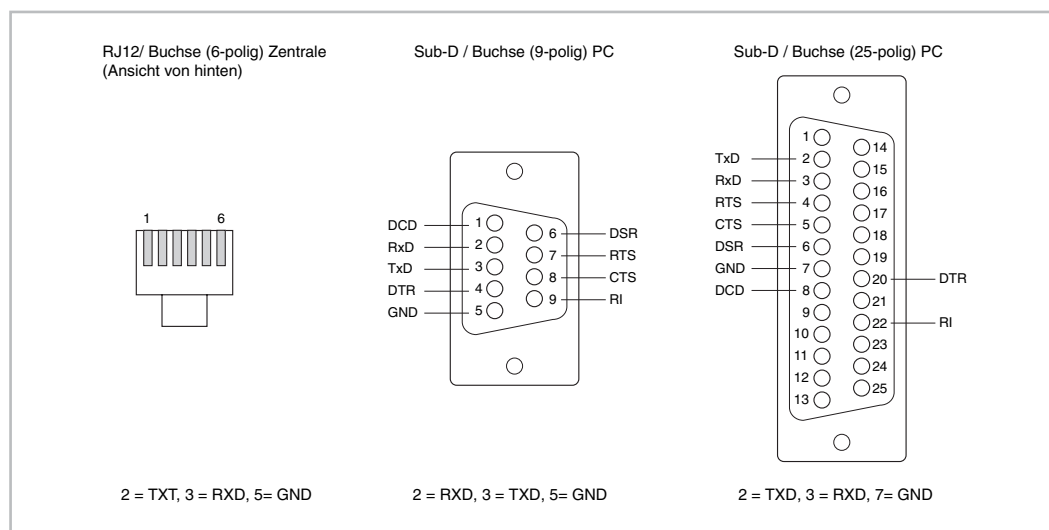 RJ12/ Buchse (6-polig) Zentrale
(Ansicht von hinten)
1 6
2 = TXT, 3 = RXD, 5= GND
Sub-D / Buchse (9-polig) PC
DCD 1
RxD 2
TxD 3
DTR 4
GND 5
6 DSR
7 RTS
8 CTS
9 RI
2 = RXD, 3 = TXD, 5= GND
Sub-D / Buchse (25-polig) PC
1
TxD 2
RxD 3
RTS 4
CTS 5
DSR 6
GND 7
DCD 8
9
10
11
12
13
14
15
16
17
18
19
20 DTR
21
22 RI
23
24
25
2 = TXD, 3 = RXD, 7= GND